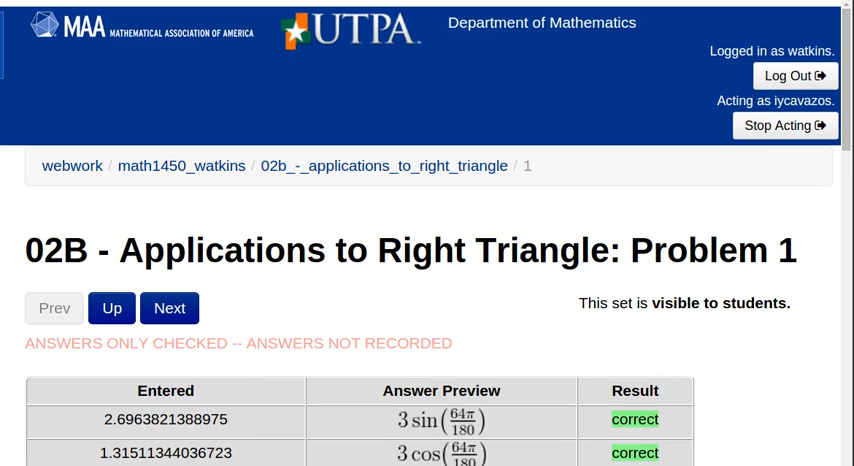 MAA MATHEMATICAL ASSOCIATION OF AMERICA
UTPA.
Department of Mathematics
Logged in as watkins.
Log Out
Acting as iycavazos.
Stop Acting
webwork / math1450_watkins / 02b_-_applications_to_right_triangle / 1
02B - Applications to Right Triangle: Problem 1
Prev Up Next
This set is visible to students.
ANSWERS ONLY CHECKED -- ANSWERS NOT RECORDED
Entered Answer Preview Result
2.6963821388975 3 sin(64π/180) correct
1.31511344036723 3 cos(64π/180) correct